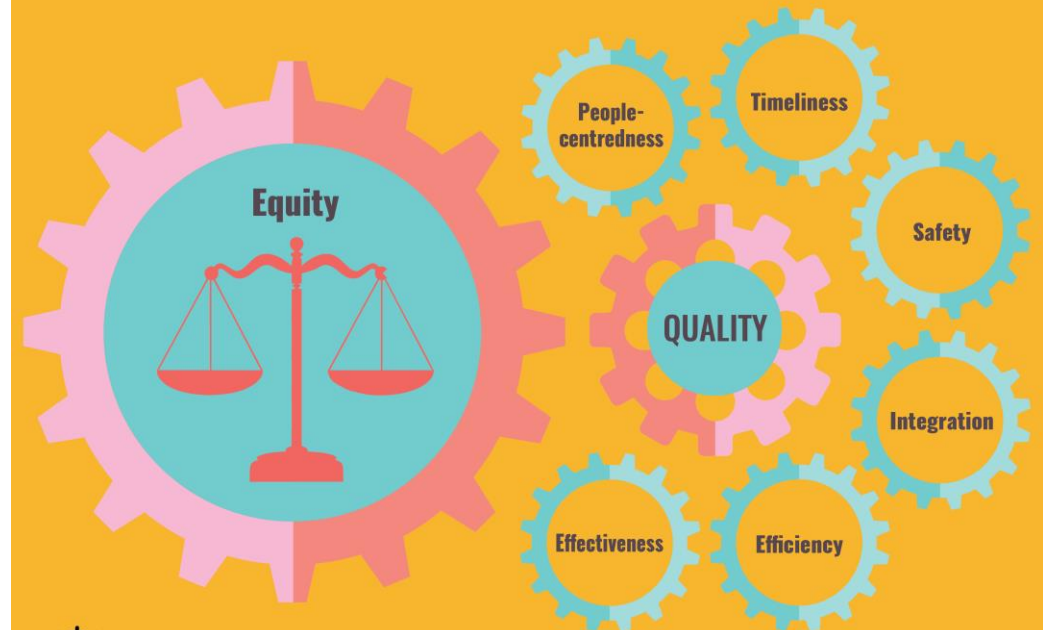 Equity
People-
centredness
Timeliness
Safety
QUALITY
Integration
Effectiveness
Efficiency